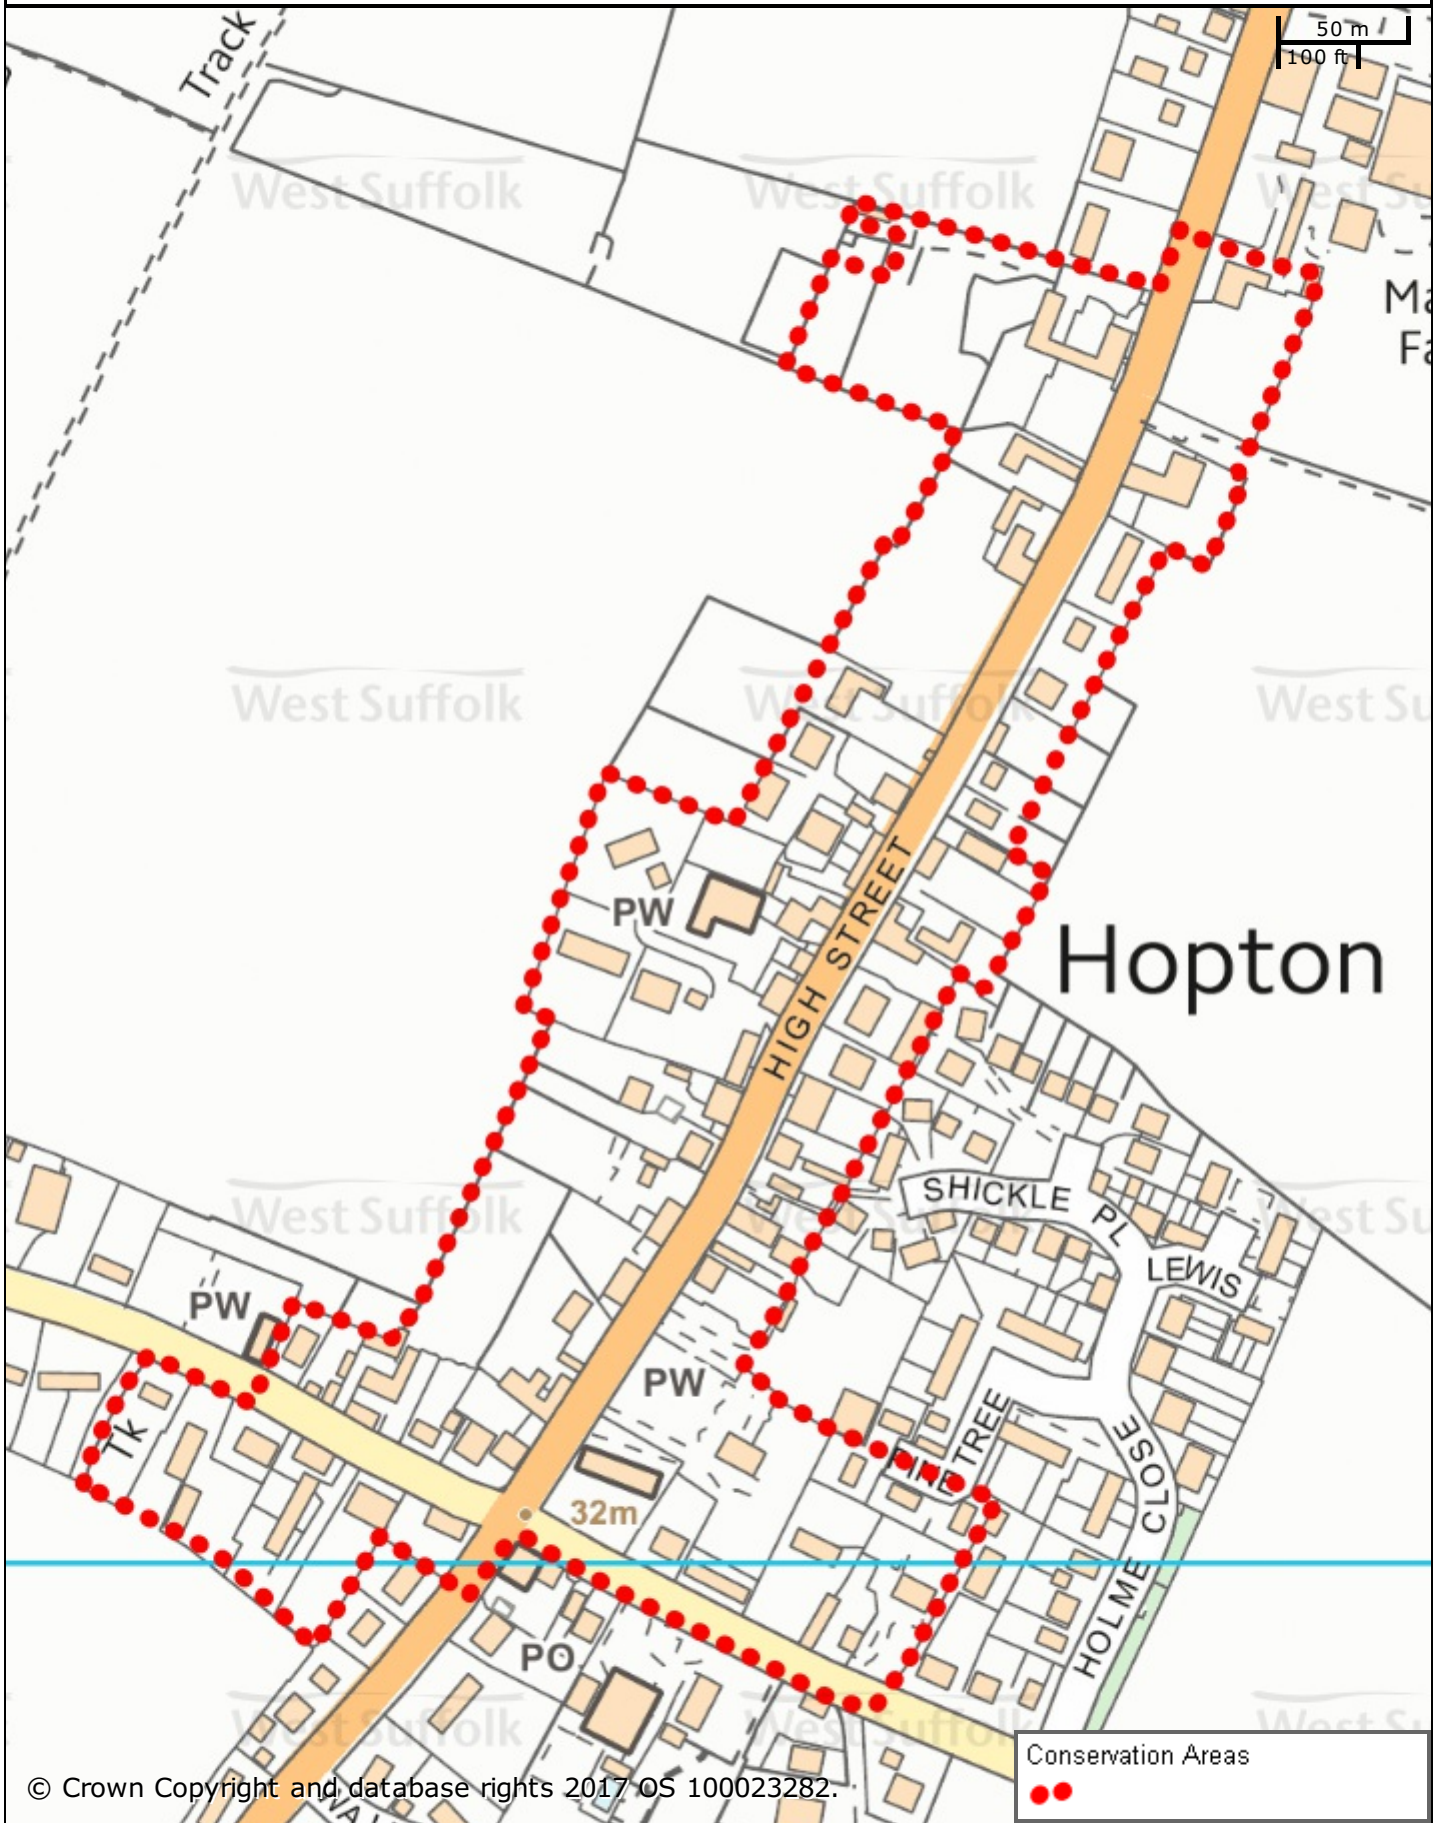 50 m
100 ft
Track
West Suffolk
West Suffolk
West Su
Ma
Fa
West Suffolk
West Suffolk
West Su
HIGH STREET
PW
Hopton
SHICKLE PL
West Suffolk
West Suffolk
West Su
LEWIS
PW
PW
Tk
PINE TREE
HOLME CLOSE
32m
PO
West Suffolk
West Suffolk
West Su
Conservation Areas
© Crown Copyright and database rights 2017 OS 100023282.